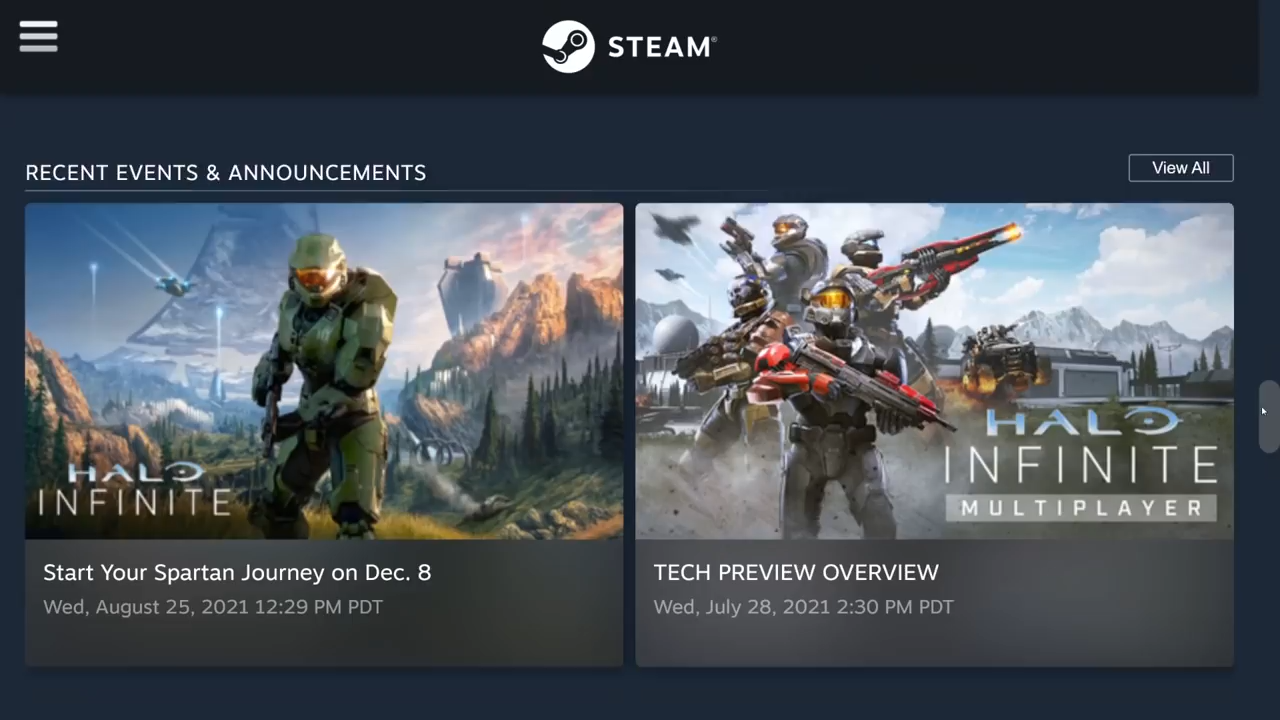 STEAM®
RECENT EVENTS & ANNOUNCEMENTS
View All
HALO
INFINITE
HALO
INFINITE
MULTIPLAYER
Start Your Spartan Journey on Dec. 8
Wed, August 25, 2021 12:29 PM PDT
TECH PREVIEW OVERVIEW
Wed, July 28, 2021 2:30 PM PDT